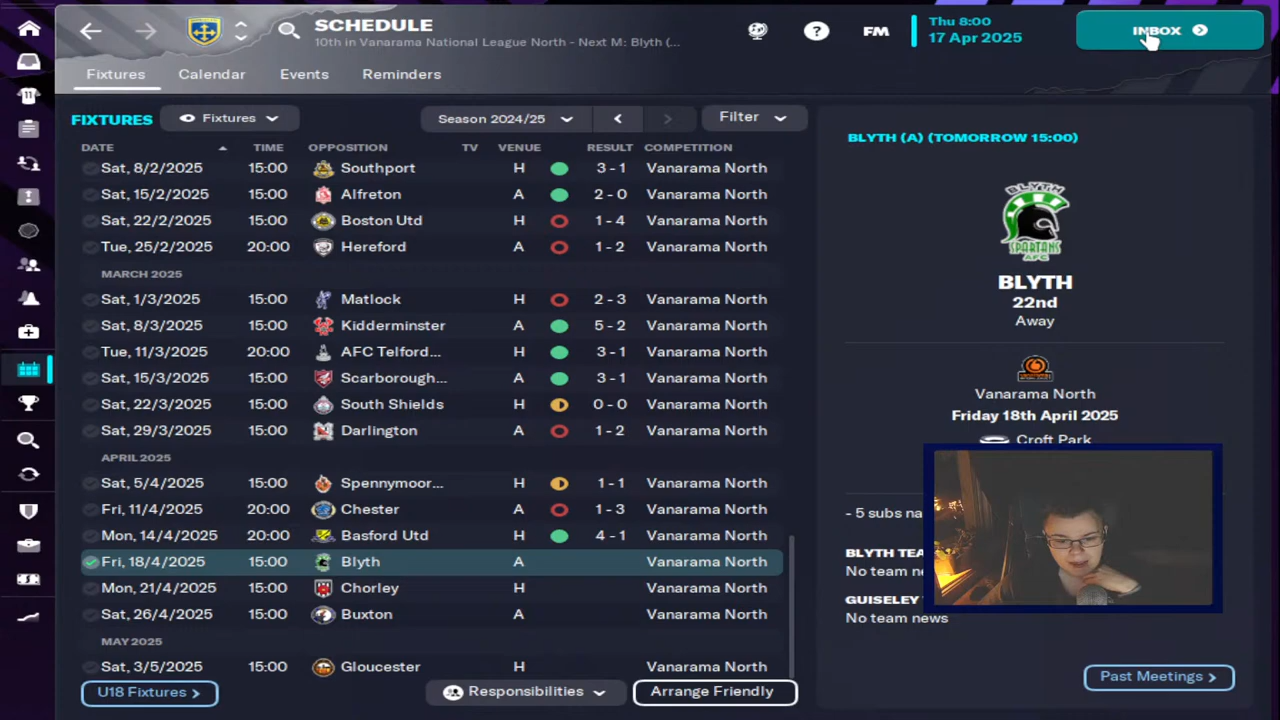 SCHEDULE
10th in Vanarama National League North - Next M: Blyth (...
FM
Thu 8:00
17 Apr 2025
INBOX
Fixtures
Calendar
Events
Reminders
FIXTURES
Fixtures
Season 2024/25
Filter
DATE TIME OPPOSITION TV VENUE RESULT COMPETITION
Sat, 8/2/2025 15:00 Southport H 3 - 1 Vanarama North
Sat, 15/2/2025 15:00 Alfreton A 2 - 0 Vanarama North
Sat, 22/2/2025 15:00 Boston Utd H 1 - 4 Vanarama North
Tue, 25/2/2025 20:00 Hereford A 1 - 2 Vanarama North
MARCH 2025
Sat, 1/3/2025 15:00 Matlock H 2 - 3 Vanarama North
Sat, 8/3/2025 15:00 Kidderminster A 5 - 2 Vanarama North
Tue, 11/3/2025 20:00 AFC Telford... H 3 - 1 Vanarama North
Sat, 15/3/2025 15:00 Scarborough... A 3 - 1 Vanarama North
Sat, 22/3/2025 15:00 South Shields H 0 - 0 Vanarama North
Sat, 29/3/2025 15:00 Darlington A 1 - 2 Vanarama North
APRIL 2025
Sat, 5/4/2025 15:00 Spennymoor... H 1 - 1 Vanarama North
Fri, 11/4/2025 20:00 Chester A 1 - 3 Vanarama North
Mon, 14/4/2025 20:00 Basford Utd H 4 - 1 Vanarama North
Fri, 18/4/2025 15:00 Blyth A Vanarama North
Mon, 21/4/2025 15:00 Chorley H Vanarama North
Sat, 26/4/2025 15:00 Buxton A Vanarama North
MAY 2025
Sat, 3/5/2025 15:00 Gloucester H Vanarama North
U18 Fixtures
Responsibilities
Arrange Friendly
BLYTH (A) (TOMORROW 15:00)
BLYTH
SPARTANS
AFC
BLYTH
22nd
Away
Vanarama North
Friday 18th April 2025
Croft Park
- 5 subs na
BLYTH TEA
No team ne
GUISELEY
No team news
Past Meetings